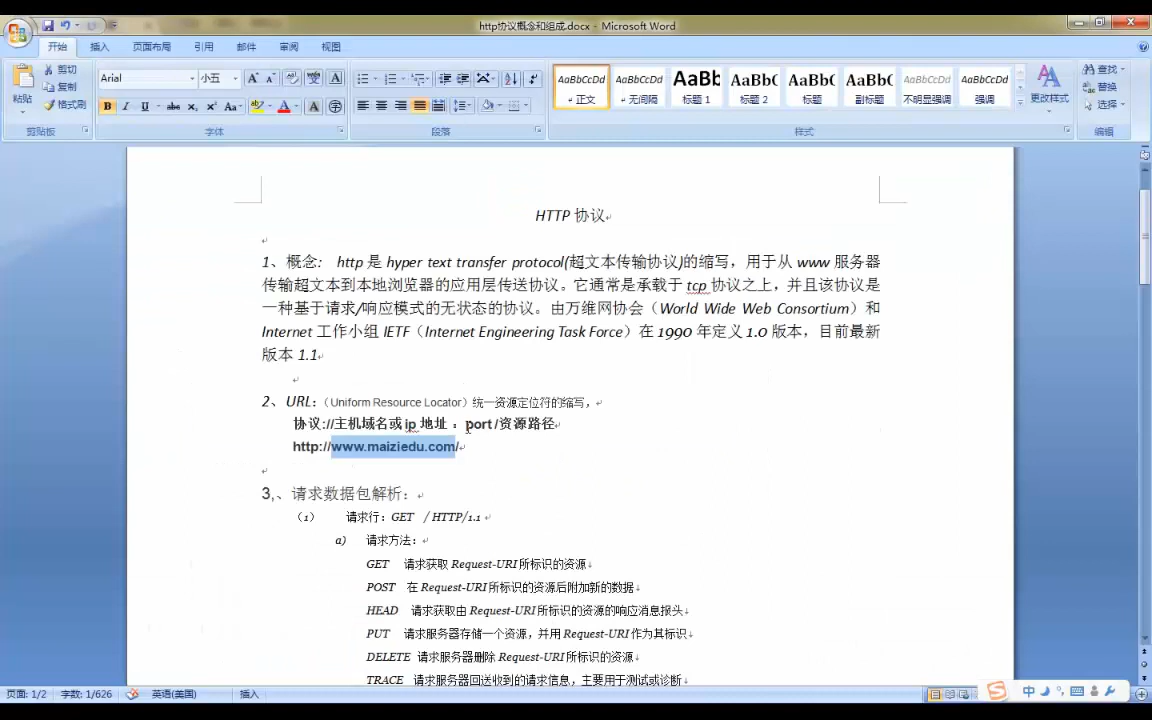 http协议概念和组成.docx - Microsoft Word
开始 插入 页面布局 引用 邮件 审阅 视图
粘贴
剪切
复制
格式刷
剪贴板
Arial 小五
字体
段落
AaBbCcDd AaBbCcDd AaBb AaBbC AaBbC AaBbC AaBbCcDd AaBbCcDd
正文 无间隔 标题 1 标题 2 标题 副标题 不明显强调 强调
更改样式
样式
查找
替换
选择
编辑
HTTP 协议
1、概念: http 是 hyper text transfer protocol(超文本传输协议)的缩写，用于从 www 服务器
传输超文本到本地浏览器的应用层传送协议。它通常是承载于 tcp 协议之上，并且该协议是
一种基于请求/响应模式的无状态的协议。由万维网协会（World Wide Web Consortium）和
Internet 工作小组 IETF（Internet Engineering Task Force）在 1990 年定义 1.0 版本，目前最新
版本 1.1
2、URL:（Uniform Resource Locator）统一资源定位符的缩写，
协议://主机域名或 ip 地址 ：port /资源路径
http://www.maiziedu.com/
3,、请求数据包解析：
（1） 请求行：GET / HTTP/1.1
a) 请求方法：
GET 请求获取 Request-URI 所标识的资源
POST 在 Request-URI 所标识的资源后附加新的数据
HEAD 请求获取由 Request-URI 所标识的资源的响应消息报头
PUT 请求服务器存储一个资源，并用 Request-URI 作为其标识
DELETE 请求服务器删除 Request-URI 所标识的资源
TRACE 请求服务器回送收到的请求信息，主要用于测试或诊断
页面: 1/2 字数: 1/626 英语(美国) 插入 中